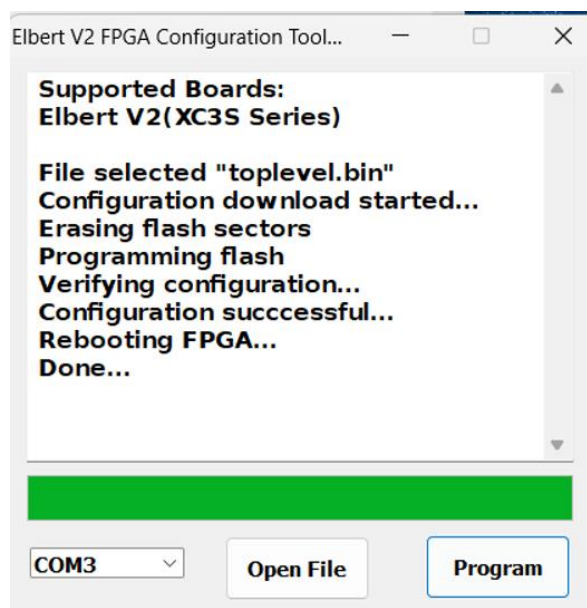 Elbert V2 FPGA Configuration Tool...
Supported Boards:
Elbert V2(XC3S Series)
File selected "toplevel.bin"
Configuration download started...
Erasing flash sectors
Programming flash
Verifying configuration...
Configuration succcessful...
Rebooting FPGA...
Done...
COM3
Open File
Program